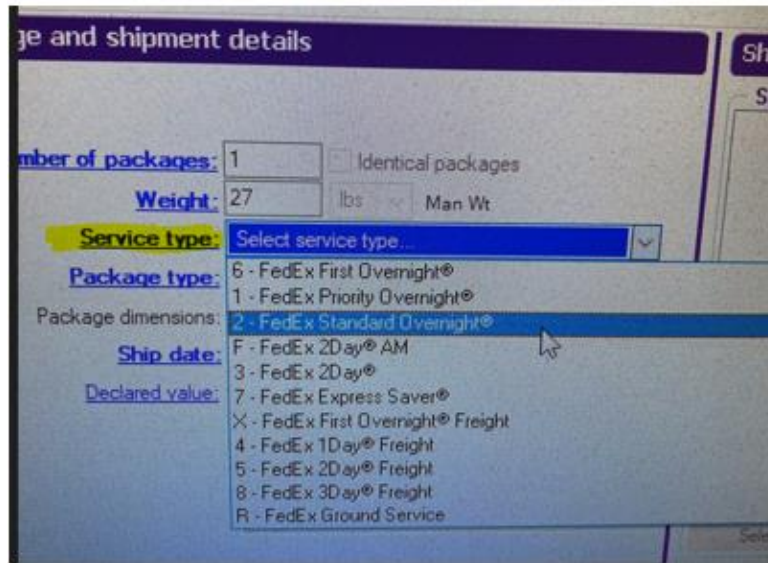 ge and shipment details
Sh
S
mber of packages: 1 Identical packages
Weight: 27 lbs Man Wt
Service type: Select service type...
Package type: 6 - FedEx First Overnight®
1 - FedEx Priority Overnight®
Package dimensions: 2 - FedEx Standard Overnight®
Ship date: F - FedEx 2Day® AM
3 - FedEx 2Day®
Declared value: 7 - FedEx Express Saver®
X - FedEx First Overnight® Freight
4 - FedEx 1Day® Freight
5 - FedEx 2Day® Freight
8 - FedEx 3Day® Freight
R - FedEx Ground Service